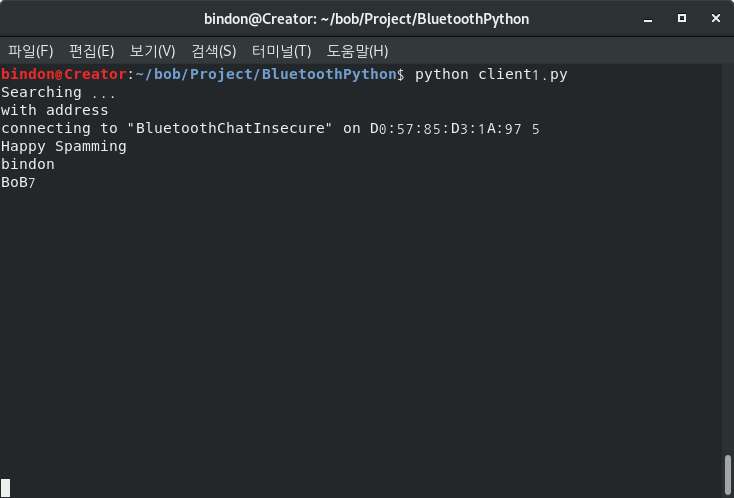 bindon@Creator: ~/bob/Project/BluetoothPython
파일(F) 편집(E) 보기(V) 검색(S) 터미널(T) 도움말(H)
bindon@Creator:~/bob/Project/BluetoothPython$ python client1.py
Searching ...
with address
connecting to "BluetoothChatInsecure" on D0:57:85:D3:1A:97 5
Happy Spamming
bindon
BoB7